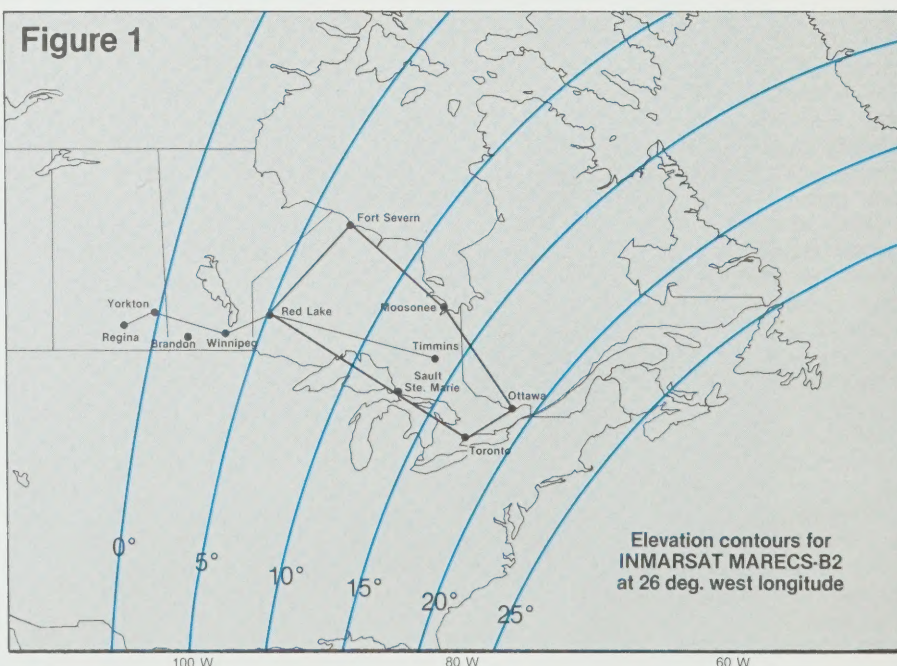 Figure 1
Fort Severn
Yorkton
Red Lake
Moosonee
Regina
Brandon
Winnipeg
Timmins
Sault
Ste. Marie
Ottawa
Toronto
Elevation contours for
INMARSAT MARECS-B2
at 26 deg. west longitude
0°
5°
10°
15°
20°
25°
100 W
80 W
60 W